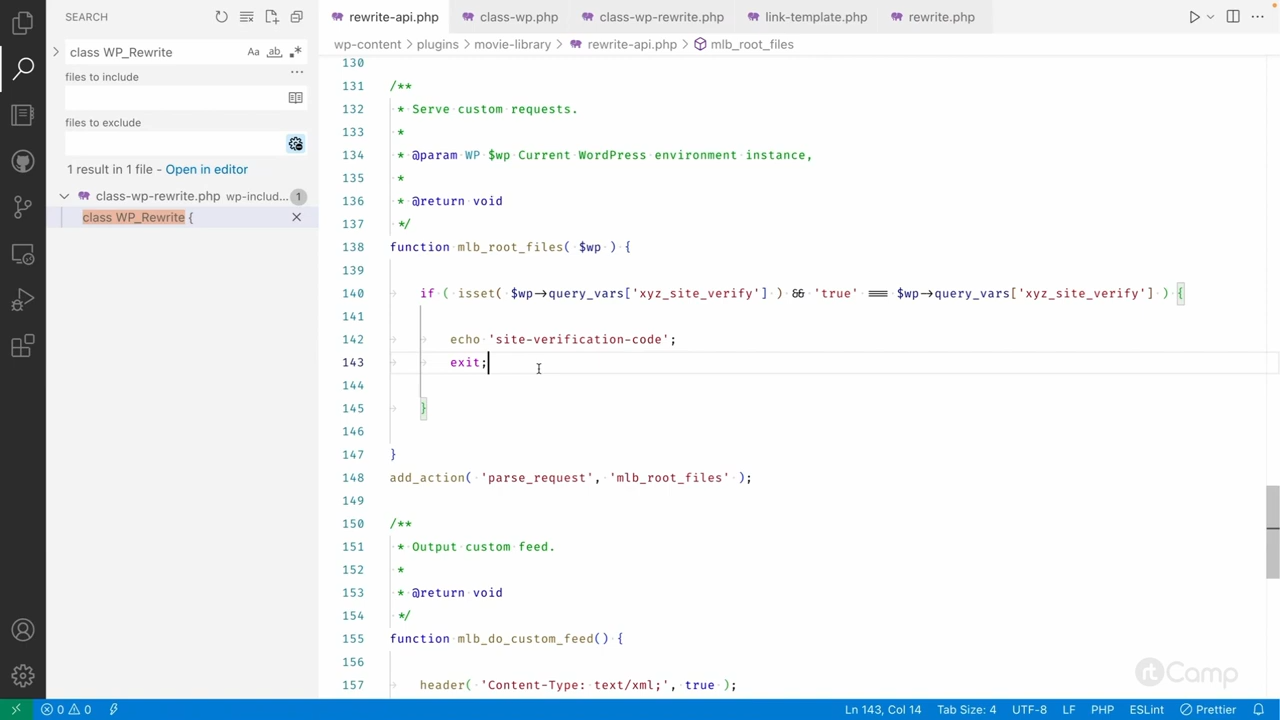 SEARCH
class WP_Rewrite
Aa
ab
files to include
files to exclude
1 result in 1 file - Open in editor
class-wp-rewrite.php wp-includ... 1
class WP_Rewrite {
rewrite-api.php class-wp.php class-wp-rewrite.php link-template.php rewrite.php
wp-content > plugins > movie-library > rewrite-api.php > mlb_root_files
130
131 /**
132 * Serve custom requests.
133 *
134 * @param WP $wp Current WordPress environment instance,
135 *
136 * @return void
137 */
138 function mlb_root_files( $wp ) {
139
140 if ( isset( $wp->query_vars['xyz_site_verify'] ) && 'true' === $wp->query_vars['xyz_site_verify'] ) {
141
142 echo 'site-verification-code';
143 exit;
144
145 }
146
147 }
148 add_action( 'parse_request', 'mlb_root_files' );
149
150 /**
151 * Output custom feed.
152 *
153 * @return void
154 */
155 function mlb_do_custom_feed() {
156
157 header( 'Content-Type: text/xml;', true );
rtCamp
0 0 Ln 143, Col 14 Tab Size: 4 UTF-8 LF PHP ESLint Prettier